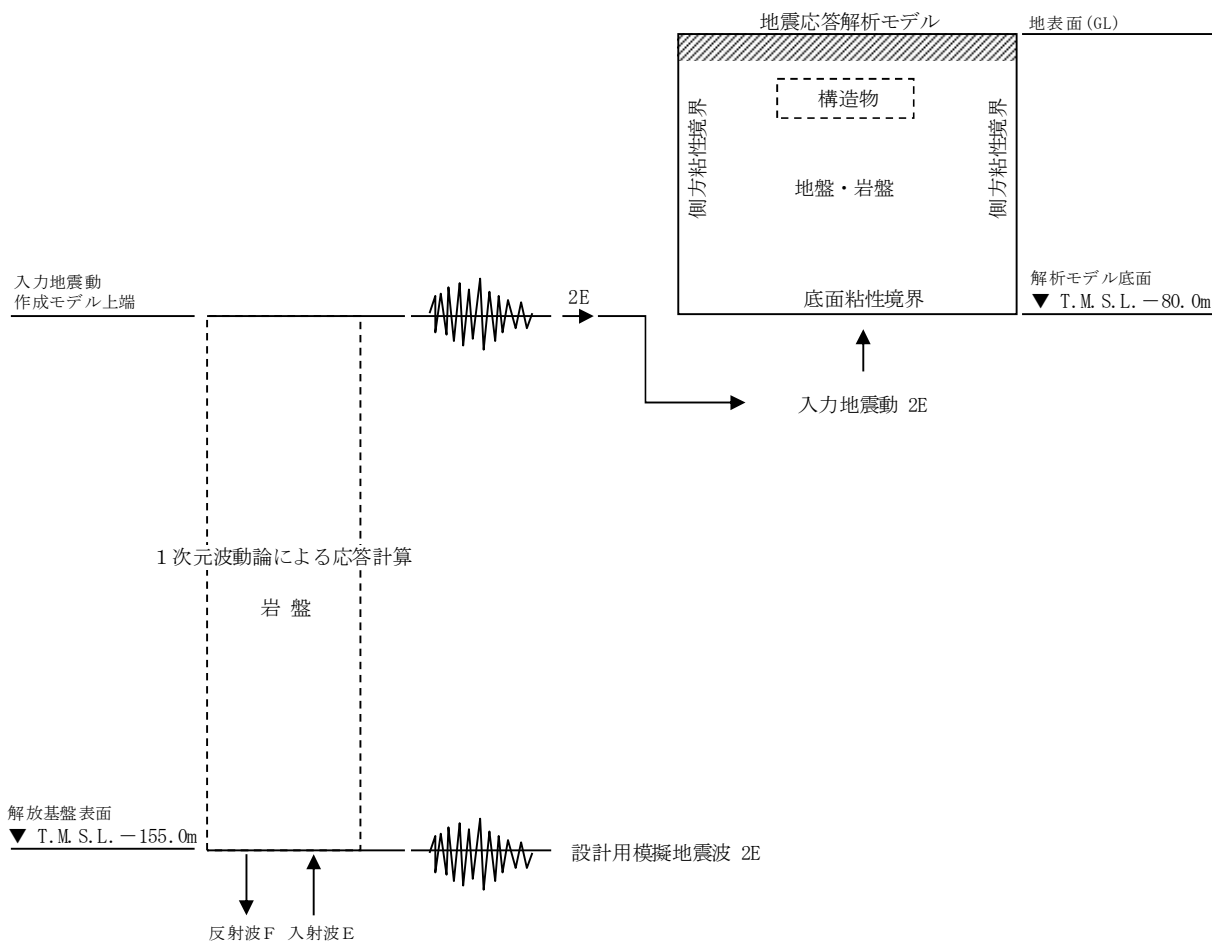 地震応答解析モデル
地表面(GL)
構造物
側方粘性境界
側方粘性境界
地盤・岩盤
入力地震動
作成モデル上端
2E
底面粘性境界
解析モデル底面
▼ T.M.S.L.－80.0m
入力地震動 2E
1次元波動論による応答計算
岩 盤
解放基盤表面
▼ T.M.S.L.－155.0m
設計用模擬地震波 2E
反射波F 入射波E